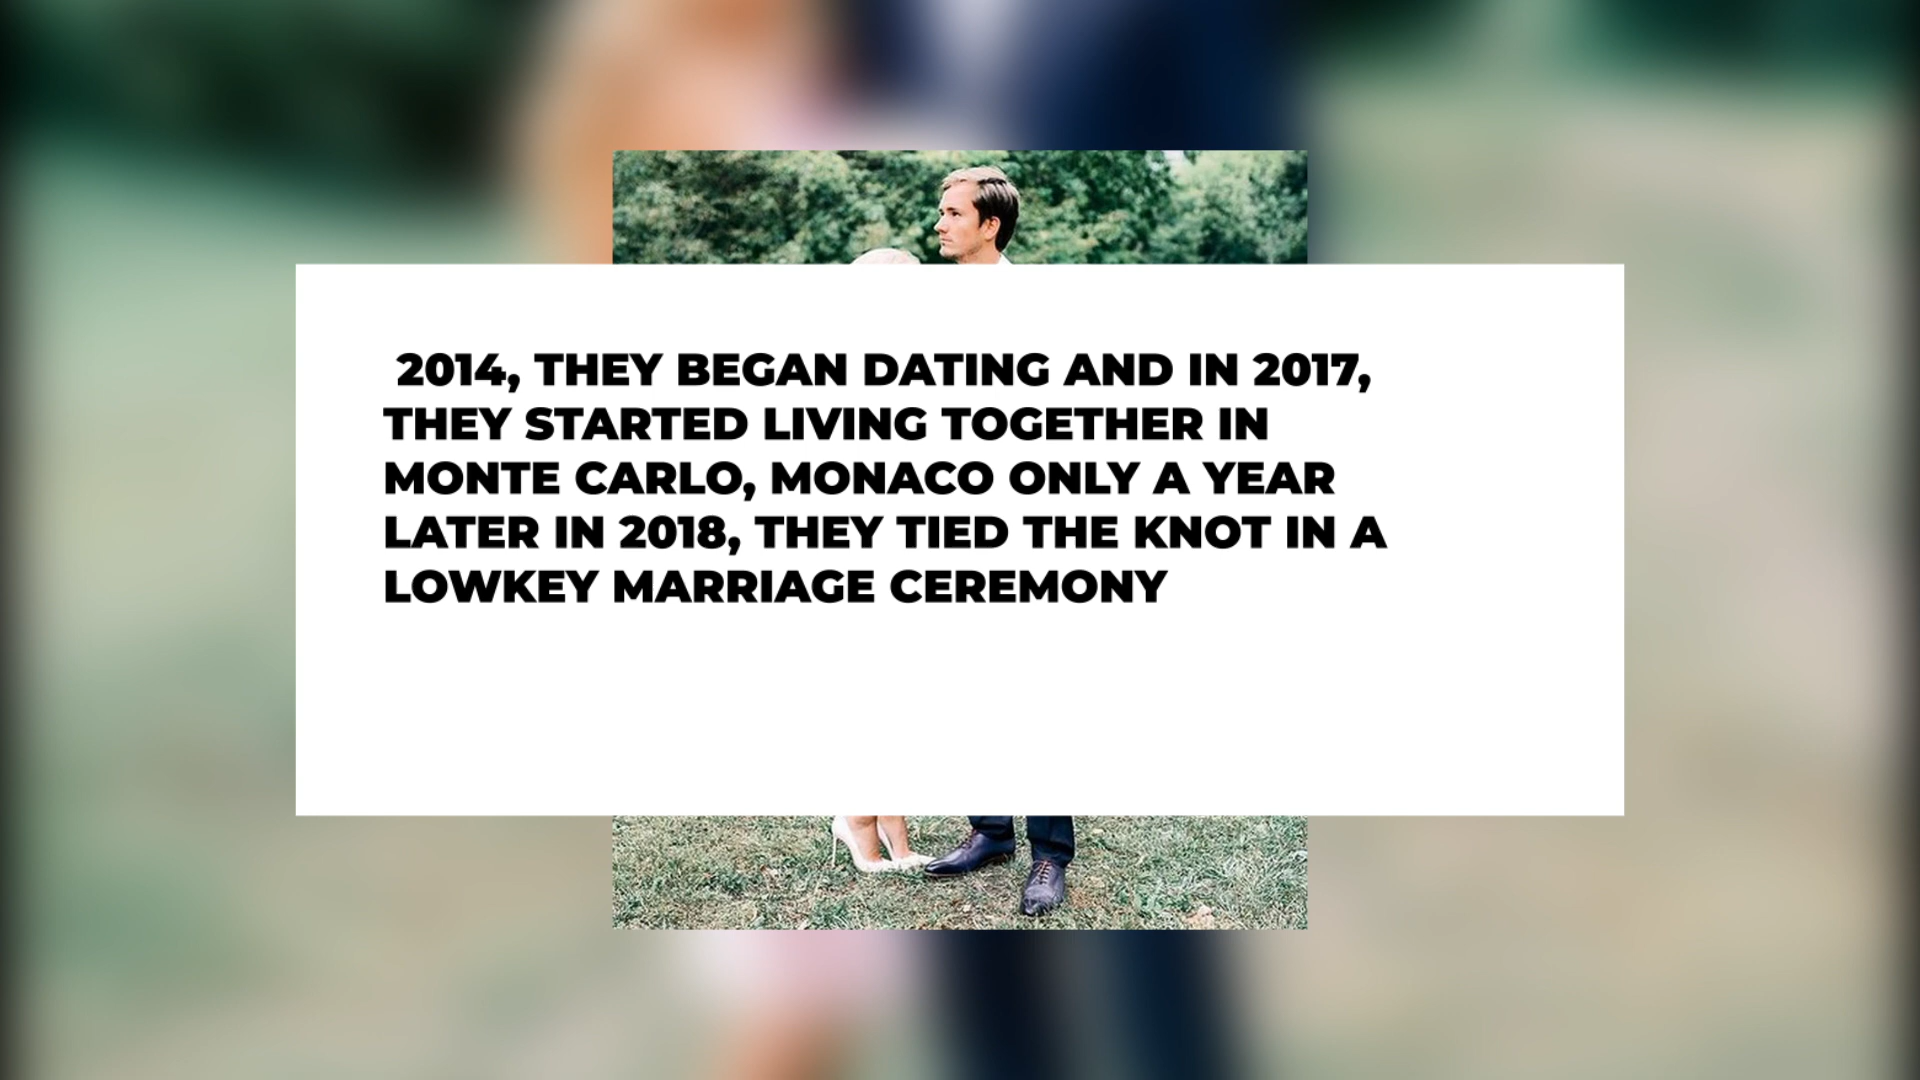 2014, THEY BEGAN DATING AND IN 2017,
THEY STARTED LIVING TOGETHER IN
MONTE CARLO, MONACO ONLY A YEAR
LATER IN 2018, THEY TIED THE KNOT IN A
LOWKEY MARRIAGE CEREMONY